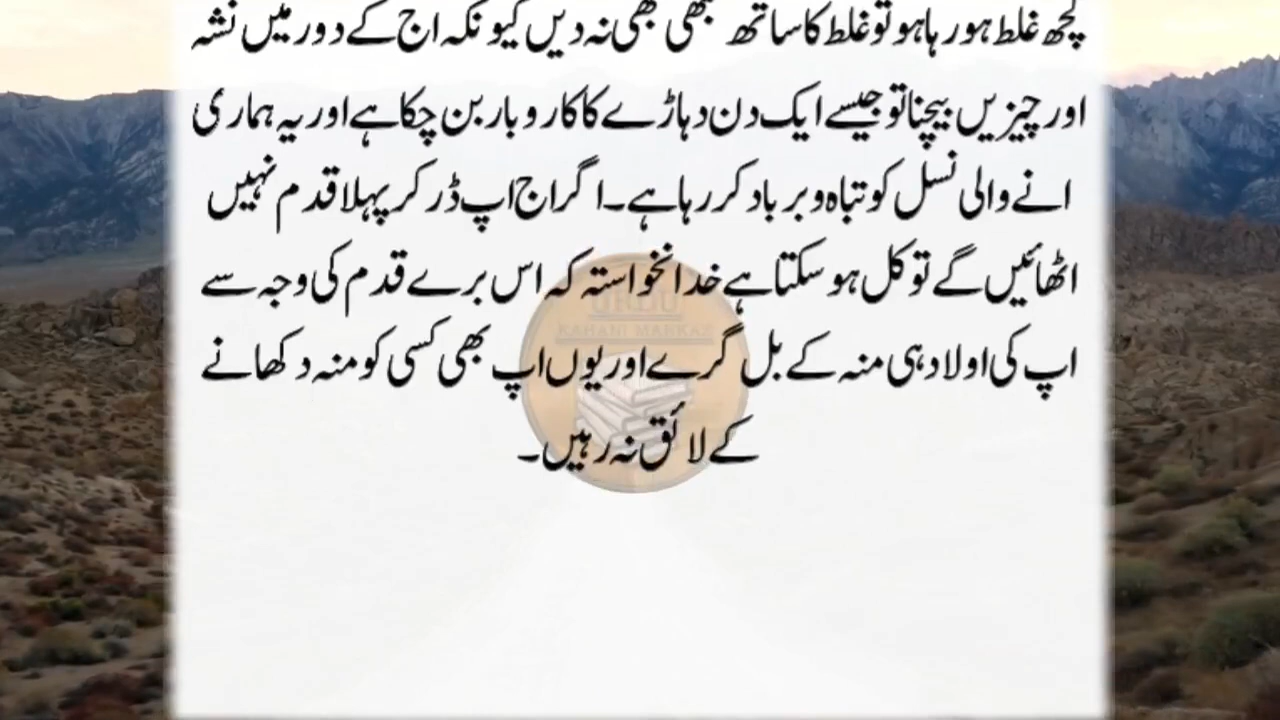 کچھ غلط ہو رہا ہو تو غلط کا ساتھ کبھی بھی نہ دیں کیونکہ اج کے دور میں نشہ
اور چیزیں بیچنا تو جیسے ایک دن دہاڑے کا کاروبار بن چکا ہے اور یہ ہماری
انے والی نسل کو تباہ و برباد کر رہا ہے۔ اگر اج اپ ڈر کر پہلا قدم نہیں
اٹھائیں گے تو کل ہو سکتا ہے خدانخواستہ کہ اس برے قدم کی وجہ سے
اپ کی اولاد ہی منہ کے بل گرے اور یوں اپ بھی کسی کو منہ دکھانے
کے لائق نہ رہیں۔
URDU
KAHANI MARKAZ